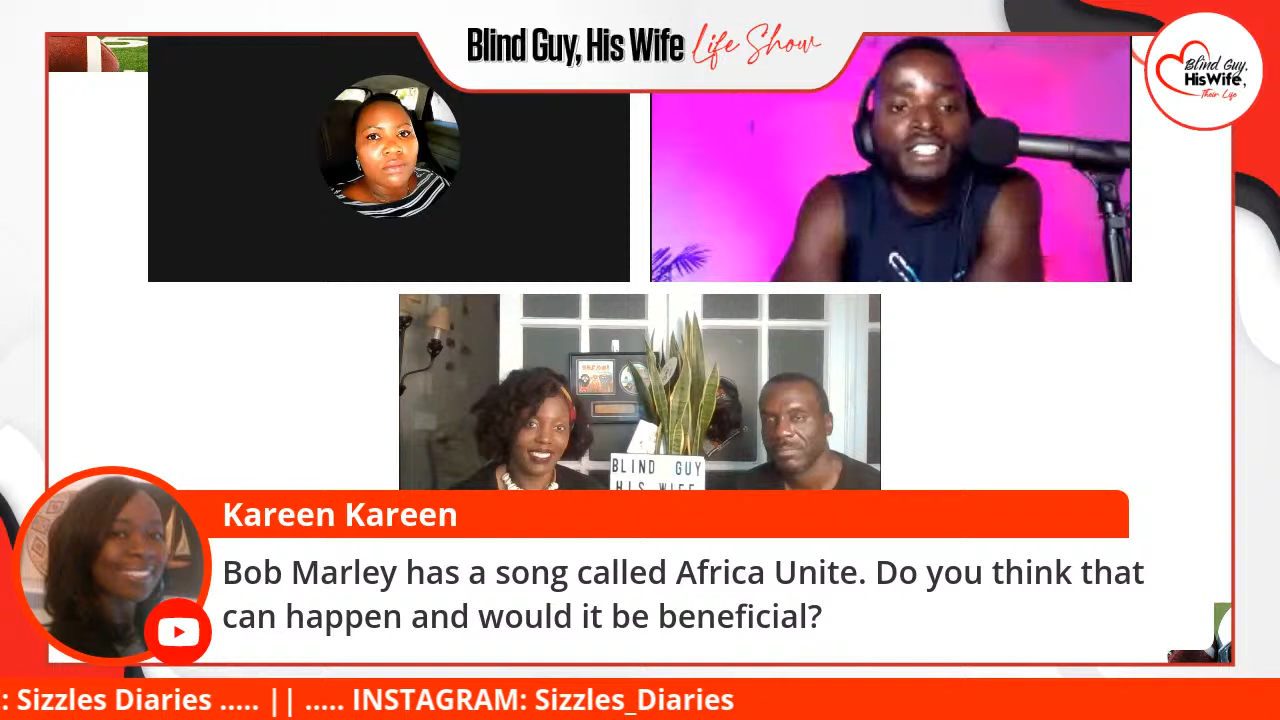 Blind Guy, His Wife Life Show
Blind Guy,
His Wife,
Their Life
BLIND GUY
HIS WIFE
Kareen Kareen
Bob Marley has a song called Africa Unite. Do you think that
can happen and would it be beneficial?
: Sizzles Diaries ..... || ..... INSTAGRAM: Sizzles_Diaries